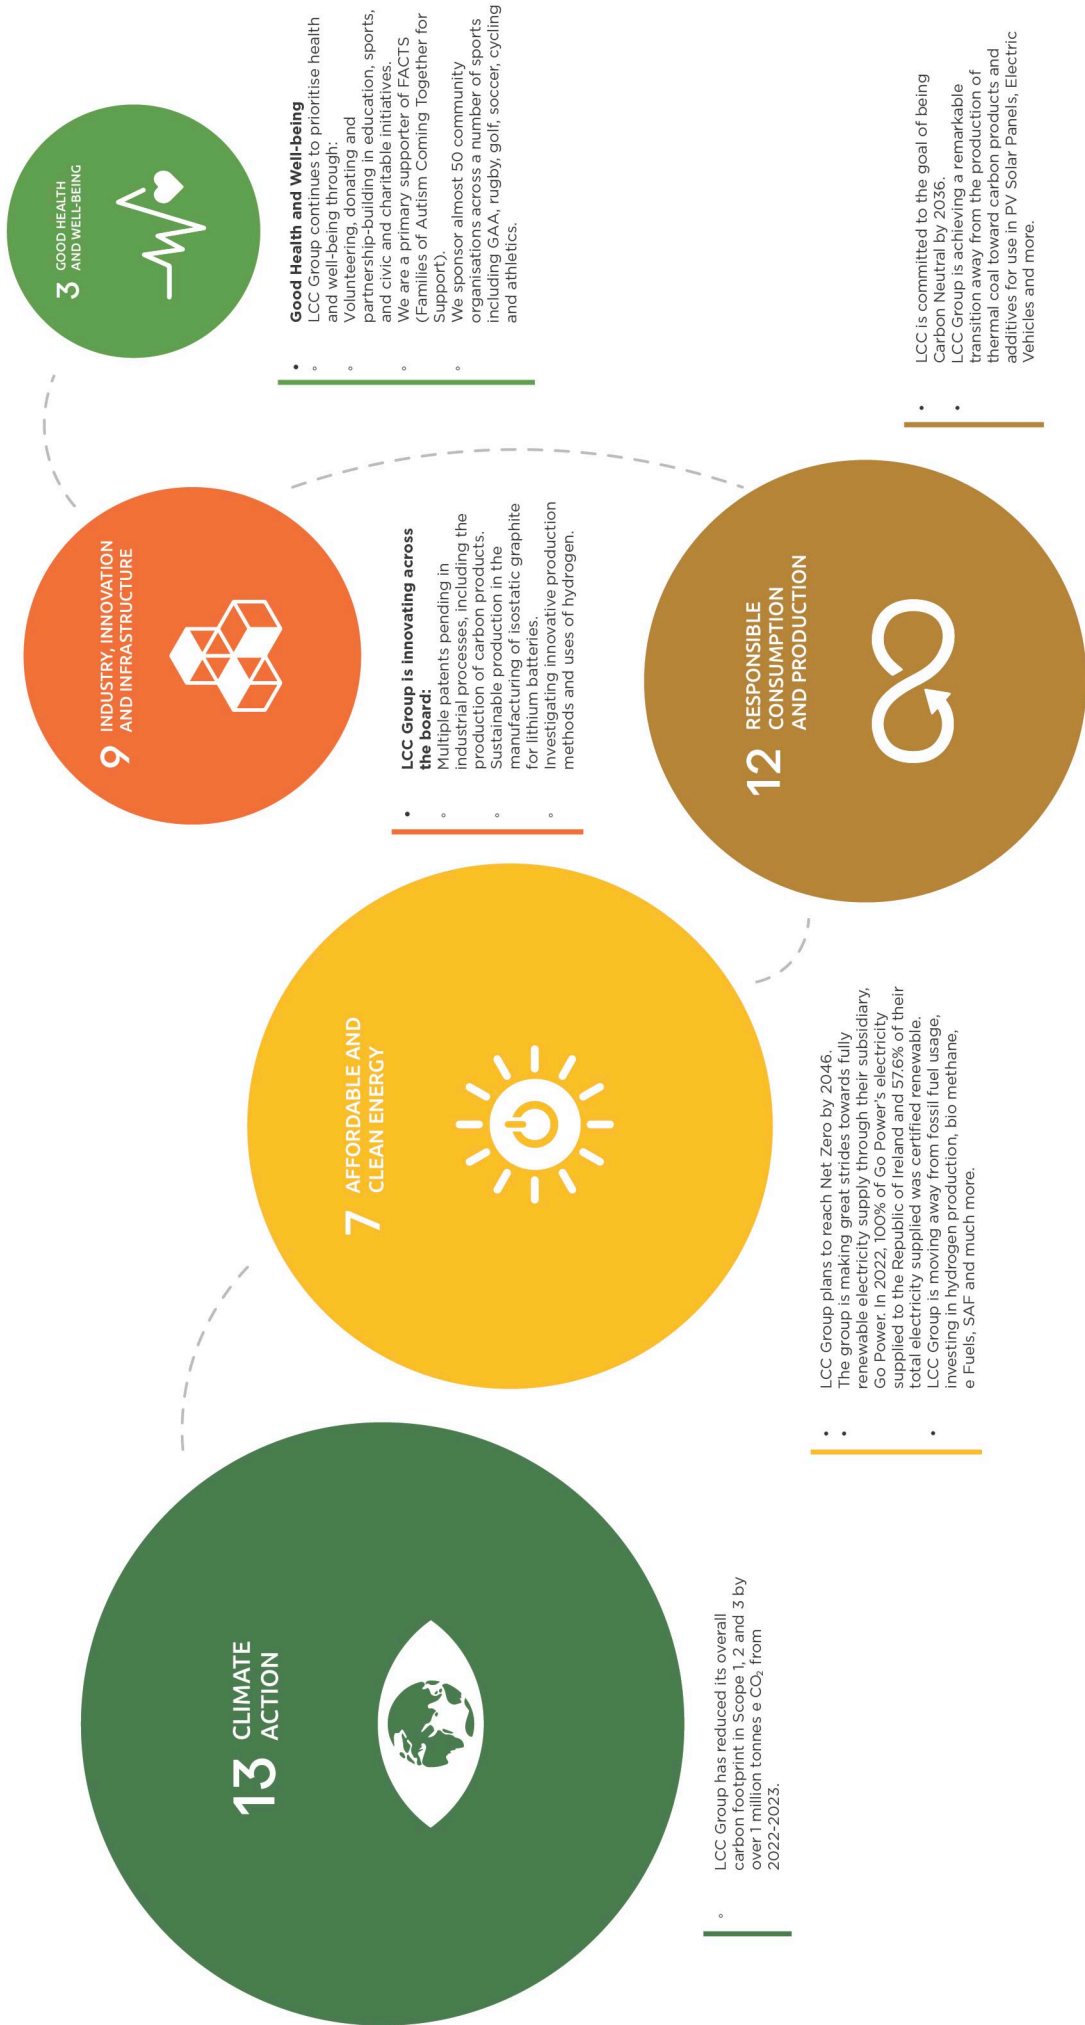 13 CLIMATE
ACTION
LCC Group has reduced its overall
carbon footprint in Scope 1, 2 and 3 by
over 1 million tonnes e CO₂ from
2022-2023.
7 AFFORDABLE AND
CLEAN ENERGY
• LCC Group plans to reach Net Zero by 2046.
• The group is making great strides towards fully
renewable electricity supply through their subsidiary,
Go Power. In 2022, 100% of Go Power's electricity
supplied to the Republic of Ireland and 57.6% of their
total electricity supplied was certified renewable.
• LCC Group is moving away from fossil fuel usage,
investing in hydrogen production, bio methane,
e Fuels, SAF and much more.
9 INDUSTRY, INNOVATION
AND INFRASTRUCTURE
• LCC Group is innovating across
the board:
◦ Multiple patents pending in
industrial processes, including the
production of carbon products.
◦ Sustainable production in the
manufacturing of isostatic graphite
for lithium batteries.
◦ Investigating innovative production
methods and uses of hydrogen.
12 RESPONSIBLE
CONSUMPTION
AND PRODUCTION
• LCC is committed to the goal of being
Carbon Neutral by 2036.
• LCC Group is achieving a remarkable
transition away from the production of
thermal coal toward carbon products and
additives for use in PV Solar Panels, Electric
Vehicles and more.
3 GOOD HEALTH
AND WELL-BEING
• Good Health and Well-being
◦ LCC Group continues to prioritise health
and well-being through:
◦ Volunteering, donating and
partnership-building in education, sports,
and civic and charitable initiatives.
◦ We are a primary supporter of FACTS
(Families of Autism Coming Together for
Support).
◦ We sponsor almost 50 community
organisations across a number of sports
including GAA, rugby, golf, soccer, cycling
and athletics.